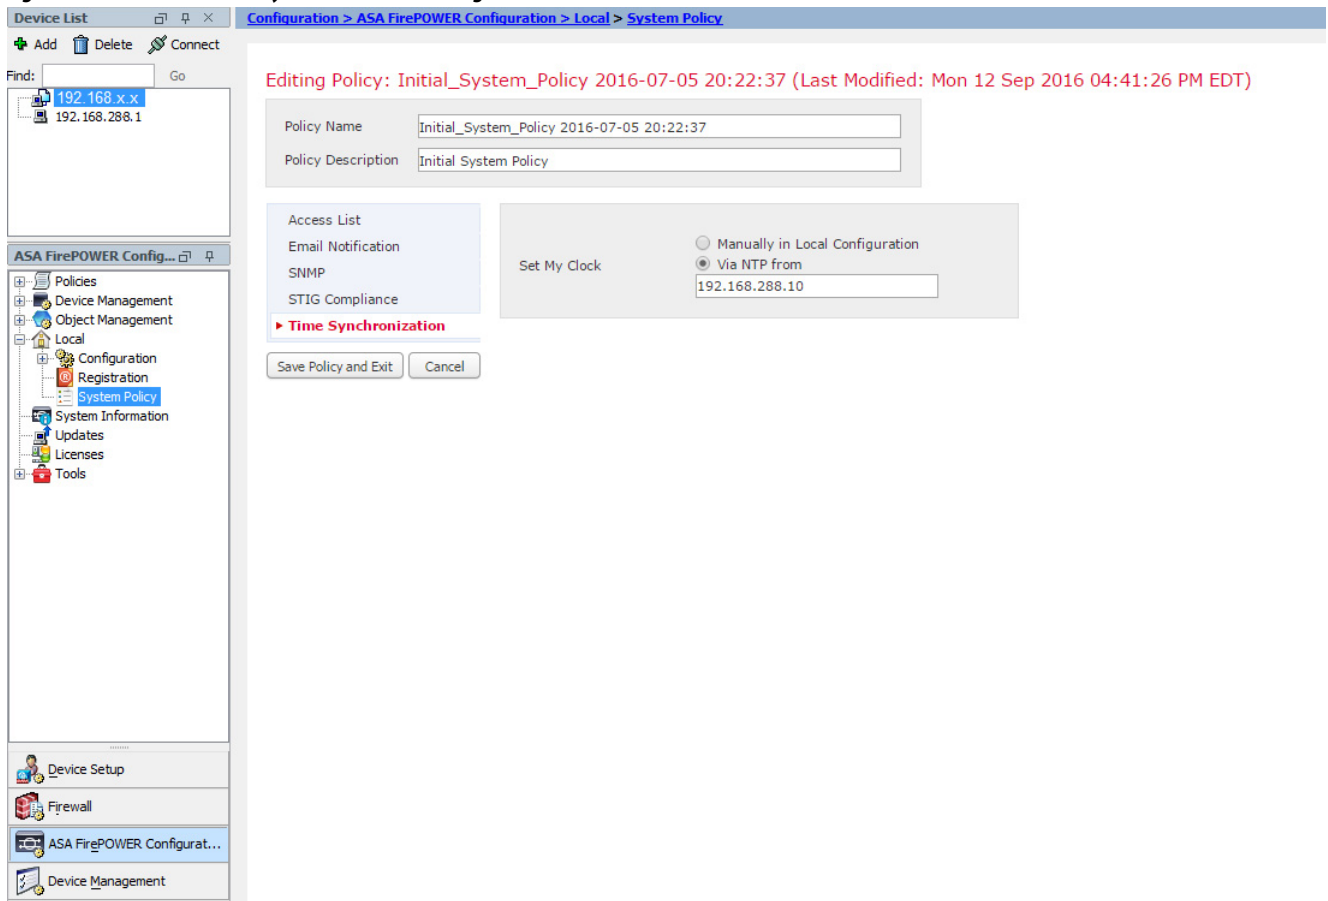 Device List
Add Delete Connect
Find: Go
192.168.x.x
192.168.288.1
ASA FirePOWER Config...
Policies
Device Management
Object Management
Local
Configuration
Registration
System Policy
System Information
Updates
Licenses
Tools
Device Setup
Firewall
ASA FirePOWER Configurat...
Device Management
Configuration > ASA FirePOWER Configuration > Local > System Policy
Editing Policy: Initial_System_Policy 2016-07-05 20:22:37 (Last Modified: Mon 12 Sep 2016 04:41:26 PM EDT)
Policy Name Initial_System_Policy 2016-07-05 20:22:37
Policy Description Initial System Policy
Access List
Email Notification
SNMP
STIG Compliance
Time Synchronization
Set My Clock
Manually in Local Configuration
Via NTP from
192.168.288.10
Save Policy and Exit Cancel